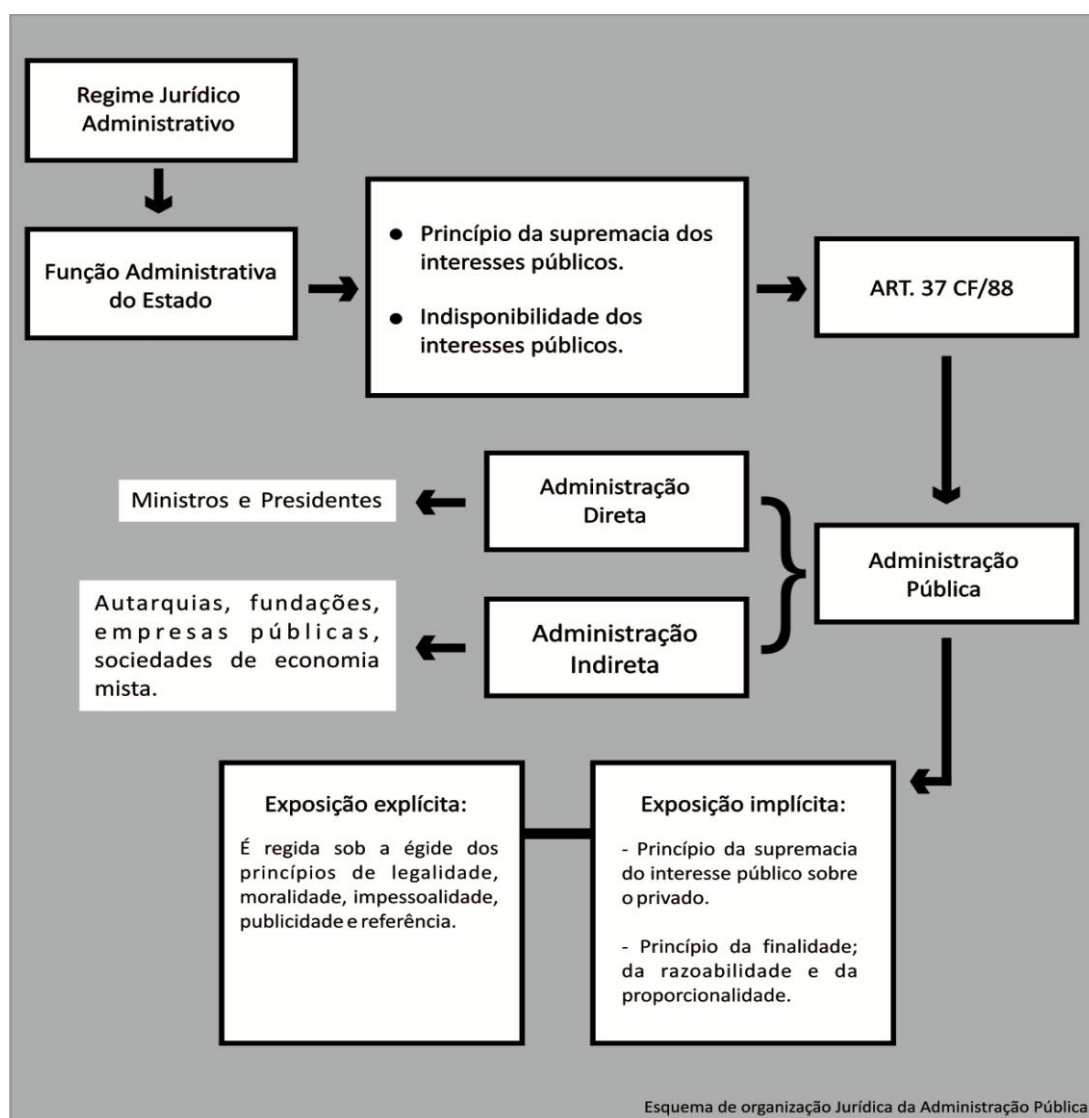 Regime Jurídico
Administrativo
Função Administrativa
do Estado
● Princípio da supremacia dos
interesses públicos.
● Indisponibilidade dos
interesses públicos.
ART. 37 CF/88
Ministros e Presidentes
Administração
Direta
Administração
Pública
Autarquias, fundações,
empresas públicas,
sociedades de economia
mista.
Administração
Indireta
Exposição explícita:
É regida sob a égide dos
princípios de legalidade,
moralidade, impessoalidade,
publicidade e referência.
Exposição implícita:
- Princípio da supremacia
do interesse público sobre
o privado.
- Princípio da finalidade;
da razoabilidade e da
proporcionalidade.
Esquema de organização Jurídica da Administração Pública